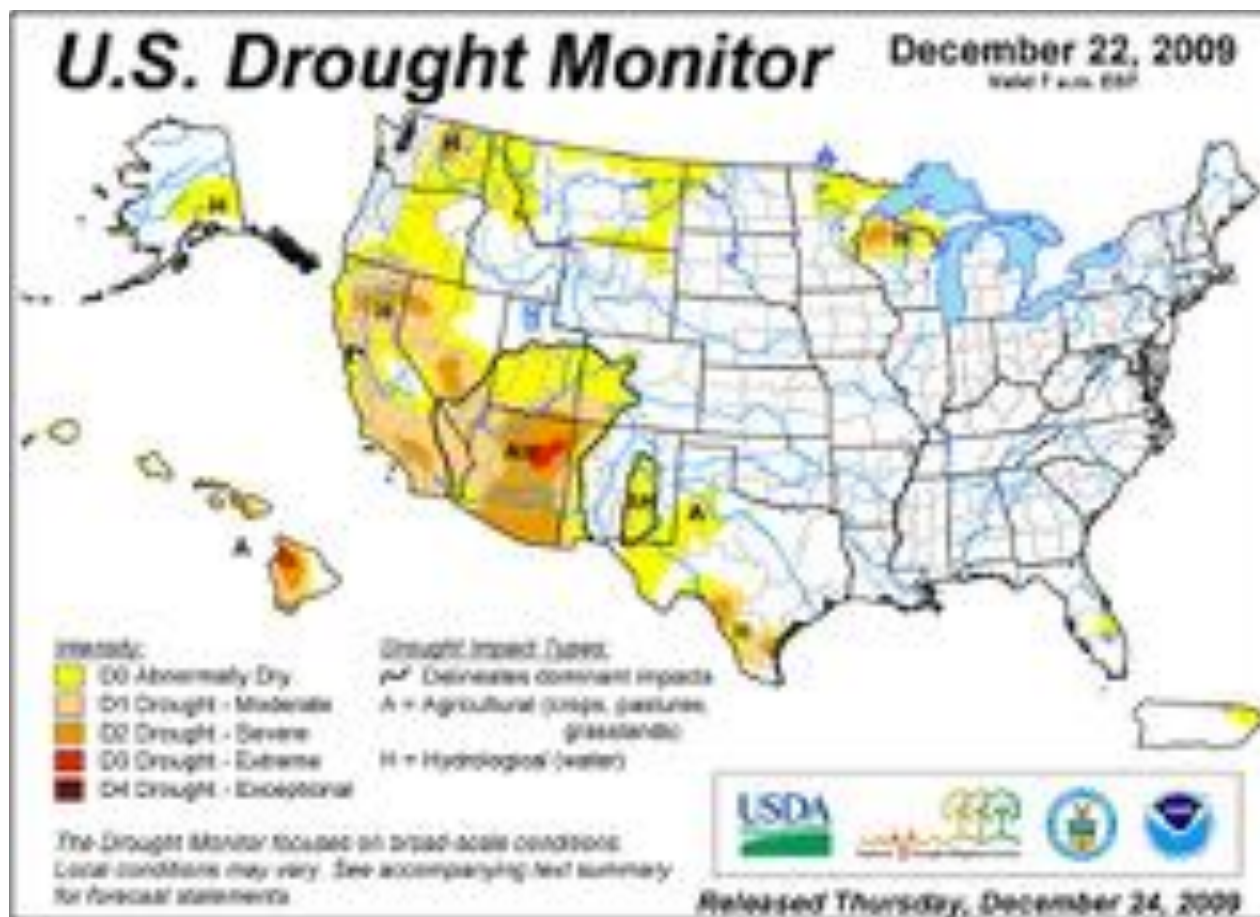 U.S. Drought Monitor
December 22, 2009
Valid 7 a.m. EST
H
H
H
H
A
A
A
H
Intensity:
D0 Abnormally Dry
D1 Drought - Moderate
D2 Drought - Severe
D3 Drought - Extreme
D4 Drought - Exceptional
Drought Impact Types:
Delineates dominant impacts
A = Agricultural (crops, pastures,
grasslands)
H = Hydrological (water)
The Drought Monitor focuses on broad-scale conditions.
Local conditions may vary. See accompanying text summary
for forecast statements.
USDA
Released Thursday, December 24, 2009